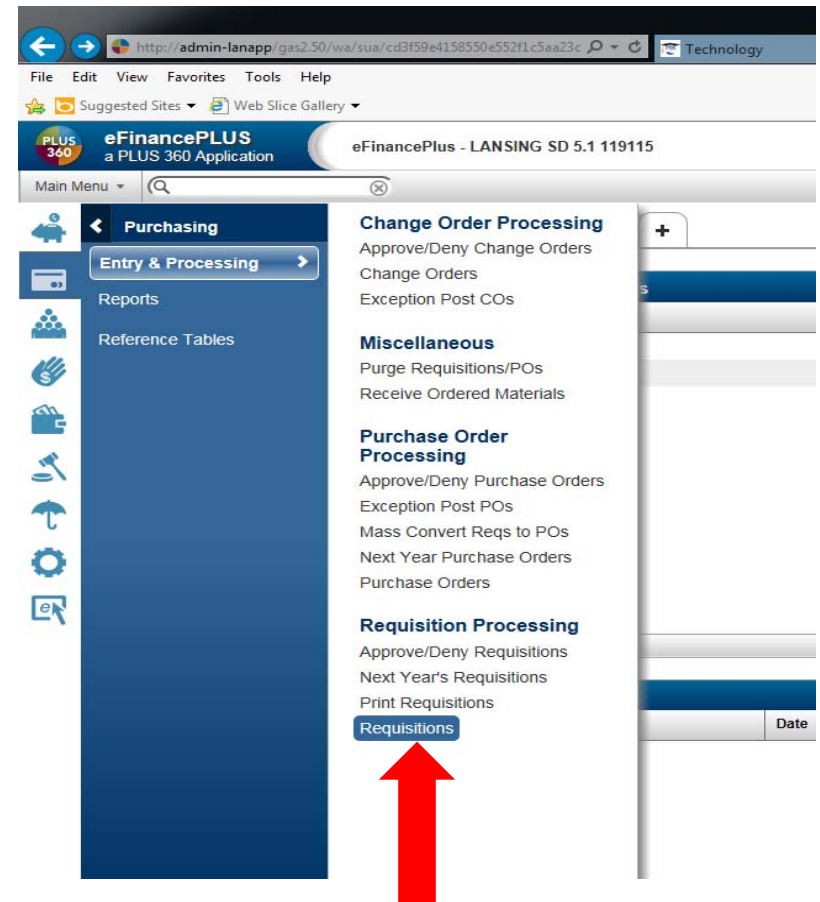 http://admin-lanapp/gas2.50/wa/sua/cd3f59e4158550e552f1c5aa23c
Technology
File Edit View Favorites Tools Help
Suggested Sites Web Slice Gallery
PLUS 360
eFinancePLUS
a PLUS 360 Application
eFinancePlus - LANSING SD 5.1 119115
Main Menu
Purchasing
Entry & Processing
Reports
Reference Tables
Change Order Processing
Approve/Deny Change Orders
Change Orders
Exception Post COs
Miscellaneous
Purge Requisitions/POs
Receive Ordered Materials
Purchase Order
Processing
Approve/Deny Purchase Orders
Exception Post POs
Mass Convert Reqs to POs
Next Year Purchase Orders
Purchase Orders
Requisition Processing
Approve/Deny Requisitions
Next Year's Requisitions
Print Requisitions
Requisitions
+
s
Date